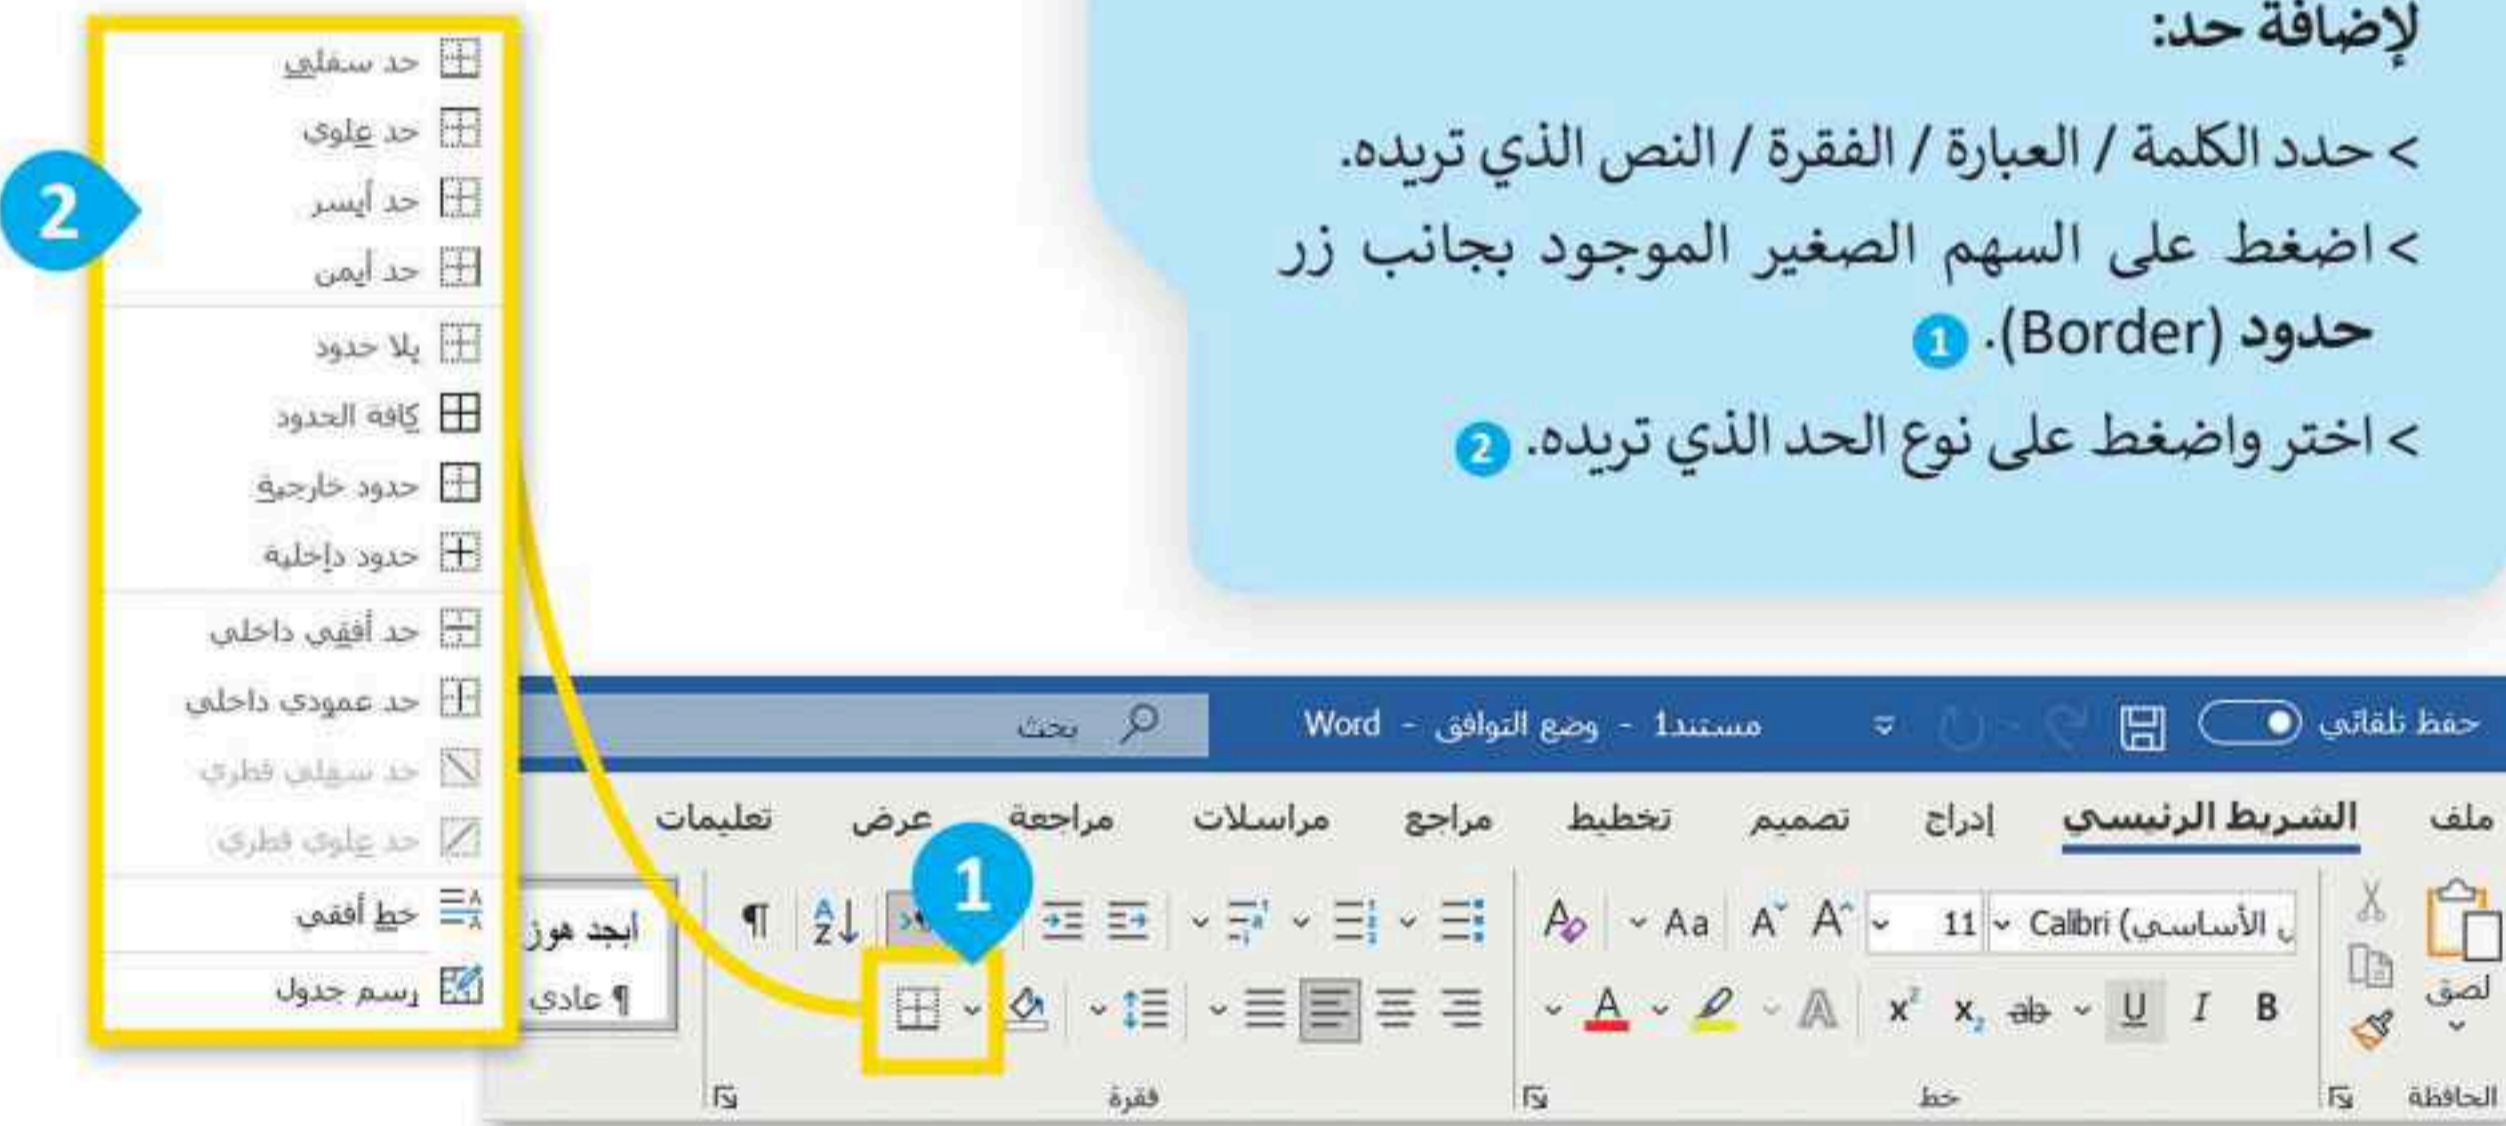 لإضافة حد:
> حدد الكلمة / العبارة / الفقرة / النص الذي تريده.
> اضغط على السهم الصغير الموجود بجانب زر
حدود (Border). 1
> اختر واضغط على نوع الحد الذي تريده. 2
2
حد سفلي
حد علوي
حد أيسر
حد أيمن
بلا حدود
كافة الحدود
حدود خارجية
حدود داخلية
حد أفقي داخلي
حد عمودي داخلي
حد سفلي قطري
حد علوي قطري
خط أفقي
رسم جدول
حفظ تلقائي
مستند1 - وضع التوافق - Word
بحث
ملف الشريط الرئيسي إدراج تصميم تخطيط مراجع مراسلات مراجعة عرض تعليمات
1
لصق
الأساسي) Calibri 11 A A Aa A
B I U ab x₂ x² A A
أبجد هوز
¶ عادي
الحافظة خط فقرة